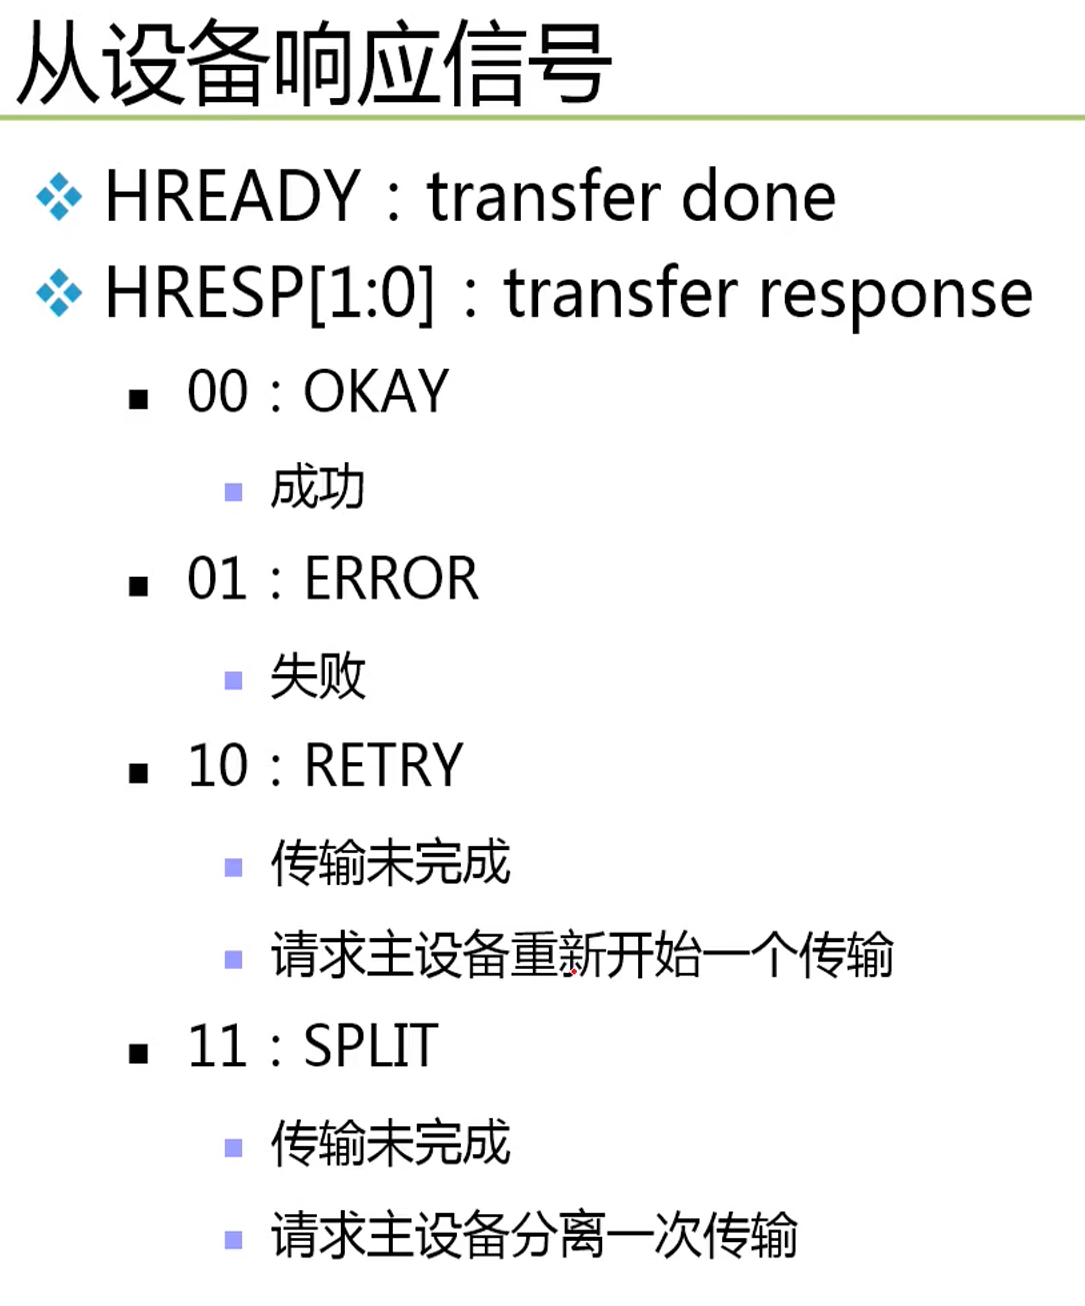 从设备响应信号
HREADY：transfer done
HRESP[1:0]：transfer response
00：OKAY
成功
01：ERROR
失败
10：RETRY
传输未完成
请求主设备重新开始一个传输
11：SPLIT
传输未完成
请求主设备分离一次传输